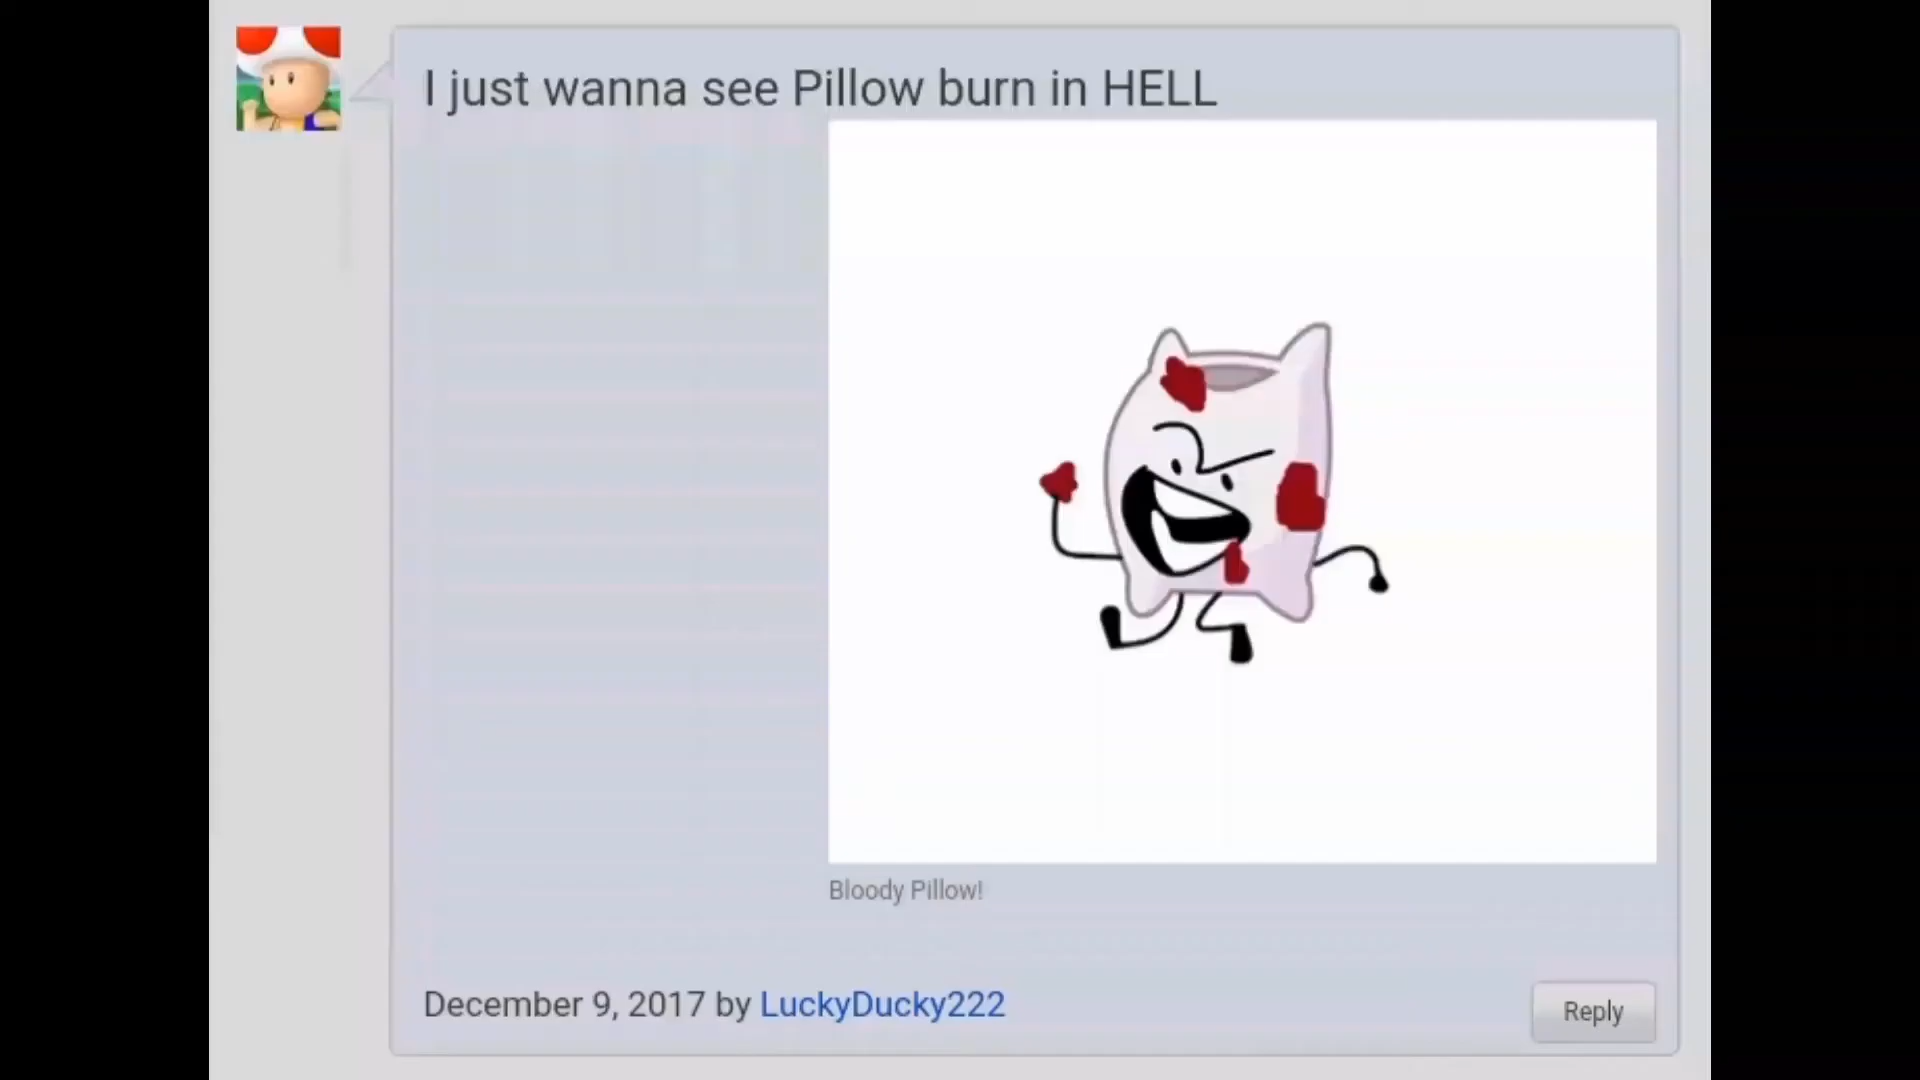 I just wanna see Pillow burn in HELL
Bloody Pillow!
December 9, 2017 by LuckyDucky222
Reply